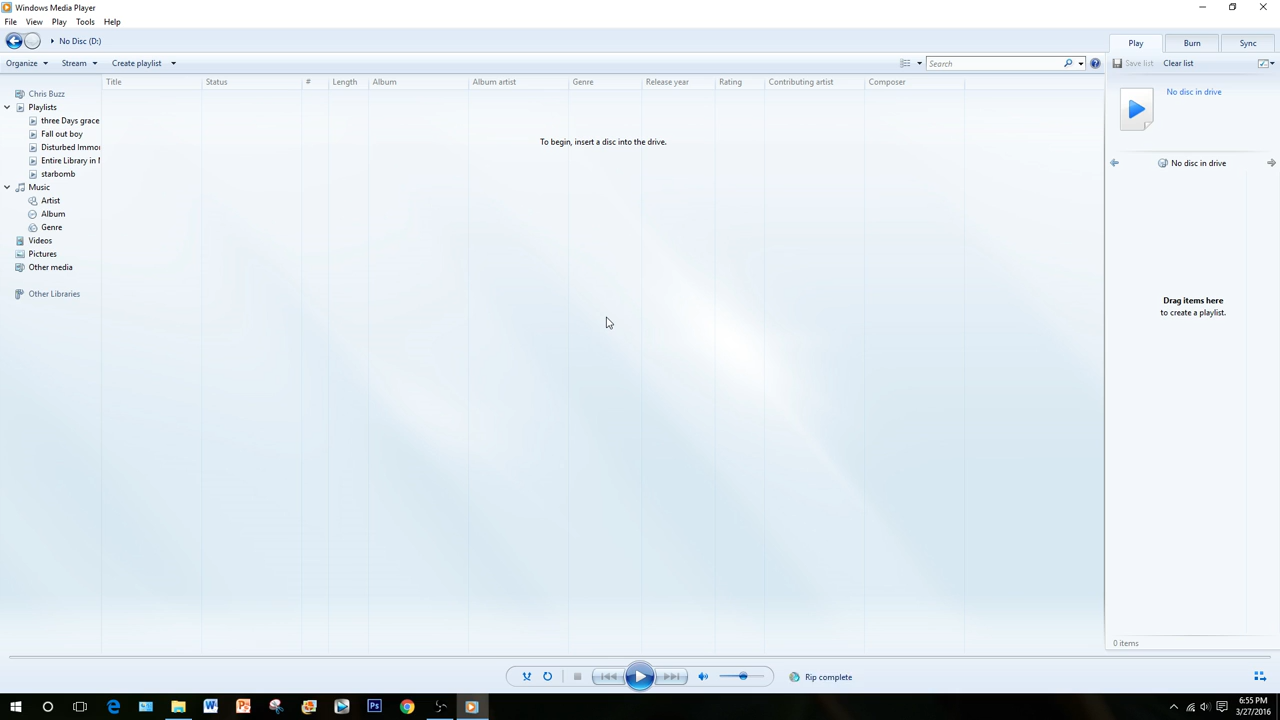 Windows Media Player
File View Play Tools Help
No Disc (D:)
Play Burn Sync
Organize Stream Create playlist
Search
Save list Clear list
Title Status # Length Album Album artist Genre Release year Rating Contributing artist Composer
Chris Buzz
Playlists
three Days grace
Fall out boy
Disturbed Immor
Entire Library in
starbomb
Music
Artist
Album
Genre
Videos
Pictures
Other media
Other Libraries
To begin, insert a disc into the drive.
No disc in drive
No disc in drive
Drag items here
to create a playlist.
0 items
Rip complete
6:55 PM
3/27/2016